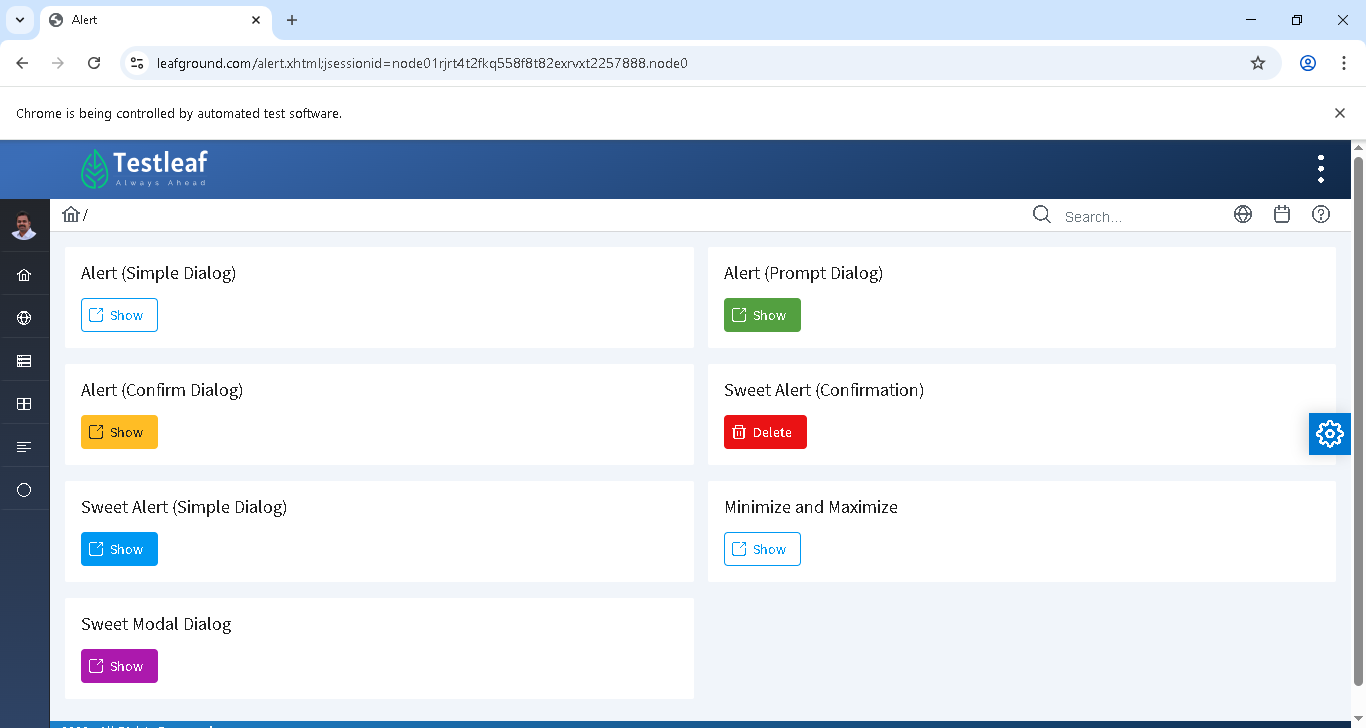 Alert
leafground.com/alert.xhtml;jsessionid=node01rjrt4t2fkq558f8t82exrvxt2257888.node0
Chrome is being controlled by automated test software.
Testleaf
Always Ahead
/
Search...
Alert (Simple Dialog)
Show
Alert (Prompt Dialog)
Show
Alert (Confirm Dialog)
Show
Sweet Alert (Confirmation)
Delete
Sweet Alert (Simple Dialog)
Show
Minimize and Maximize
Show
Sweet Modal Dialog
Show